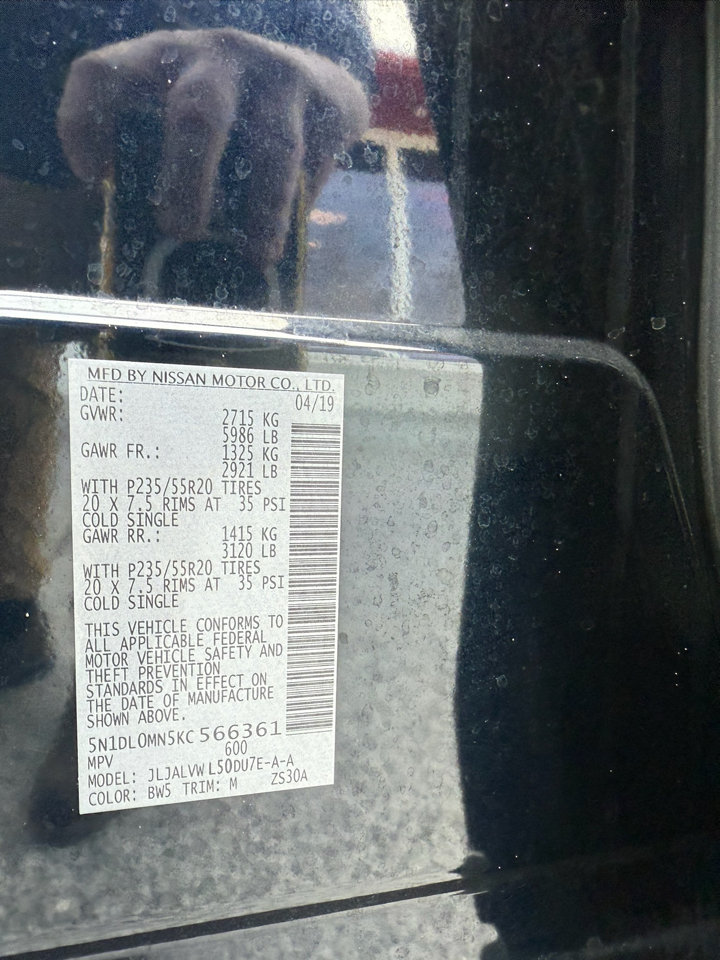 MFD BY NISSAN MOTOR CO., LTD.
DATE: 04/19
GVWR: 2715 KG
5986 LB
GAWR FR.: 1325 KG
2921 LB
WITH P235/55R20 TIRES
20 X 7.5 RIMS AT 35 PSI
COLD SINGLE
GAWR RR.: 1415 KG
3120 LB
WITH P235/55R20 TIRES
20 X 7.5 RIMS AT 35 PSI
COLD SINGLE
THIS VEHICLE CONFORMS TO
ALL APPLICABLE FEDERAL
MOTOR VEHICLE SAFETY AND
THEFT PREVENTION
STANDARDS IN EFFECT ON
THE DATE OF MANUFACTURE
SHOWN ABOVE.
5N1DL0MN5KC566361
MPV 600
MODEL: JLJALVWL50DU7E-A-A
COLOR: BW5 TRIM: M ZS30A